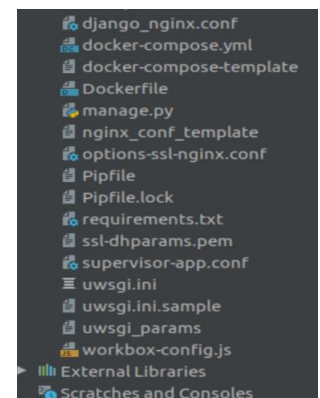 django_nginx.conf
docker-compose.yml
docker-compose-template
Dockerfile
manage.py
nginx_conf_template
options-ssl-nginx.conf
Pipfile
Pipfile.lock
requirements.txt
ssl-dhparams.pem
supervisor-app.conf
uwsgi.ini
uwsgi.ini.sample
uwsgi_params
workbox-config.js
External Libraries
Scratches and Consoles